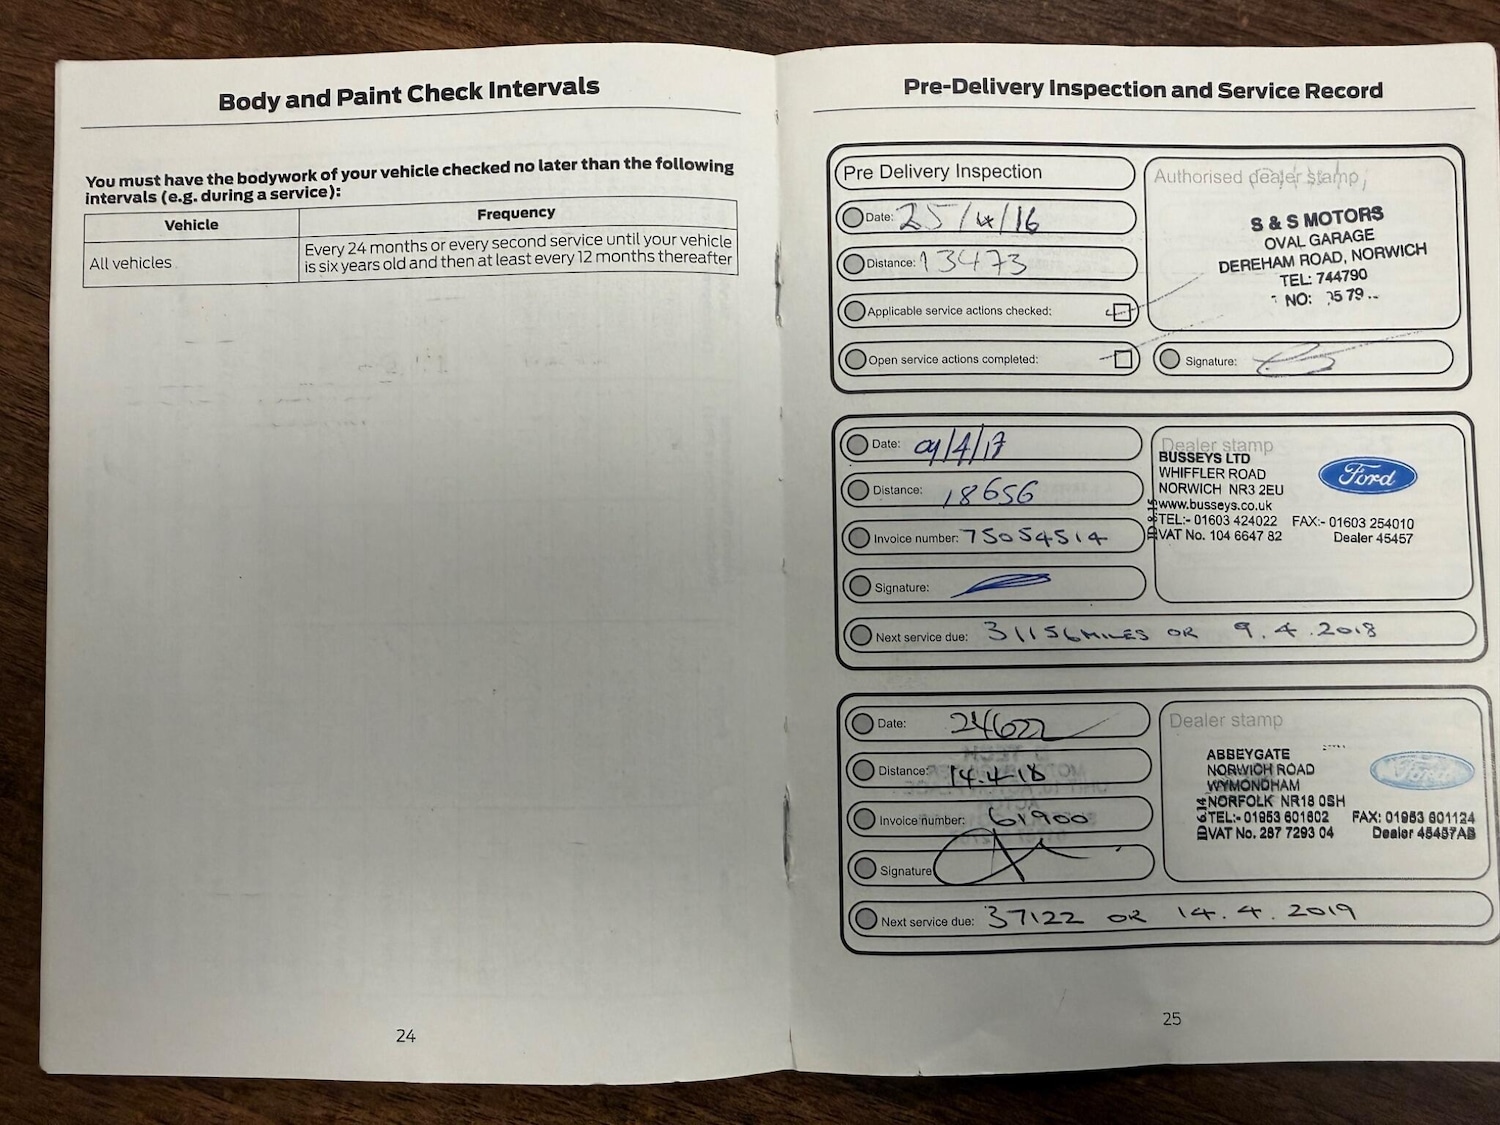 Body and Paint Check Intervals
You must have the bodywork of your vehicle checked no later than the following
intervals (e.g. during a service):
Vehicle
Frequency
All vehicles
Every 24 months or every second service until your vehicle
is six years old and then at least every 12 months thereafter
24
Pre-Delivery Inspection and Service Record
Pre Delivery Inspection
Date: 25/4/16
Distance: 13473
Applicable service actions checked:
Open service actions completed:
Authorised dealer stamp
S & S MOTORS
OVAL GARAGE
DEREHAM ROAD, NORWICH
TEL: 744790
NO:
Signature:
Date: 09/4/17
Distance: 18656
Invoice number: 75054514
Signature:
Next service due: 31156 MILES OR 9.4.2018
Dealer stamp
BUSSEYS LTD
WHIFFLER ROAD
NORWICH NR3 2EU
www.busseys.co.uk
TEL:- 01603 424022 FAX:- 01603 254010
VAT No. 104 6647 82 Dealer 45457
Ford
Date: 24622
Distance: 14.4.18
Invoice number: 61900
Signature
Next service due: 37122 OR 14.4.2019
Dealer stamp
ABBEYGATE
NORWICH ROAD
WYMONDHAM
NORFOLK NR18 0SH
TEL:- 01953 601802 FAX: 01953 601124
VAT No. 287 7293 04 Dealer 45437AB
Ford
25